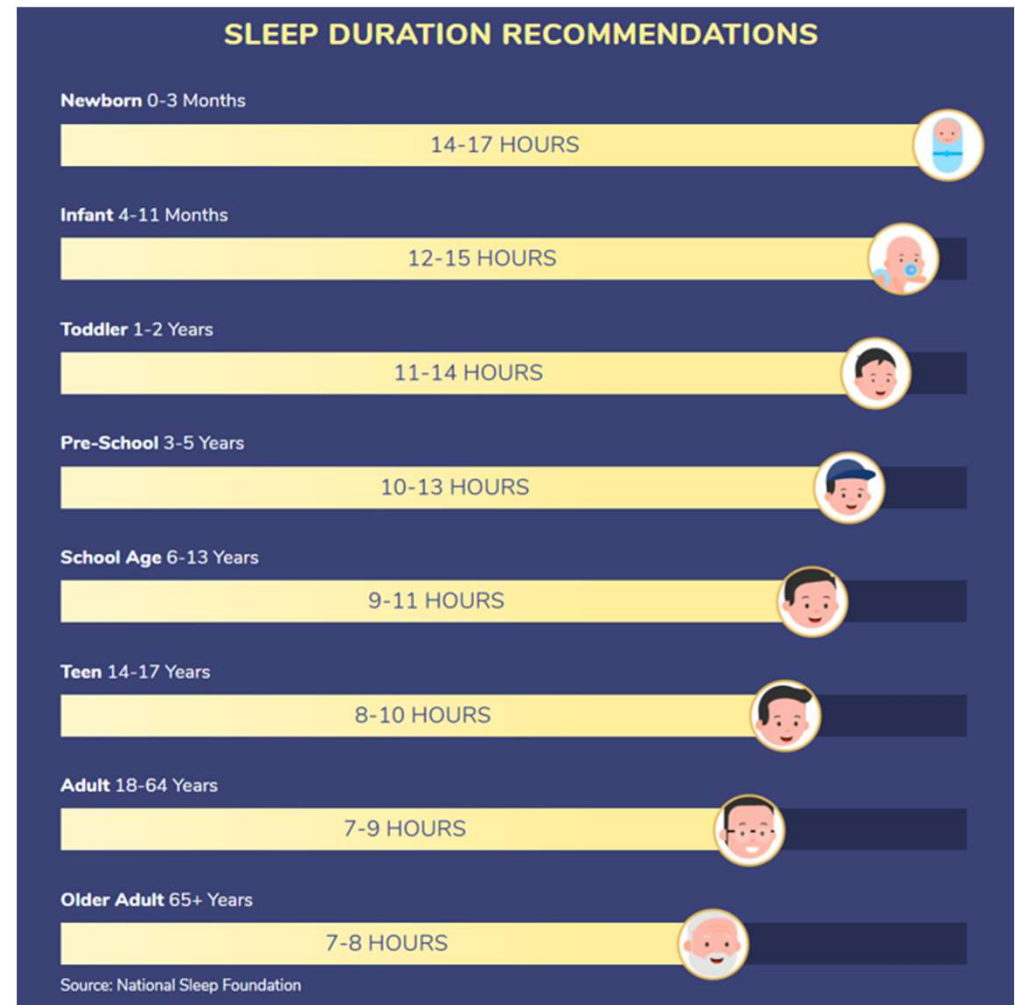 SLEEP DURATION RECOMMENDATIONS
Newborn 0-3 Months
14-17 HOURS
Infant 4-11 Months
12-15 HOURS
Toddler 1-2 Years
11-14 HOURS
Pre-School 3-5 Years
10-13 HOURS
School Age 6-13 Years
9-11 HOURS
Teen 14-17 Years
8-10 HOURS
Adult 18-64 Years
7-9 HOURS
Older Adult 65+ Years
7-8 HOURS
Source: National Sleep Foundation